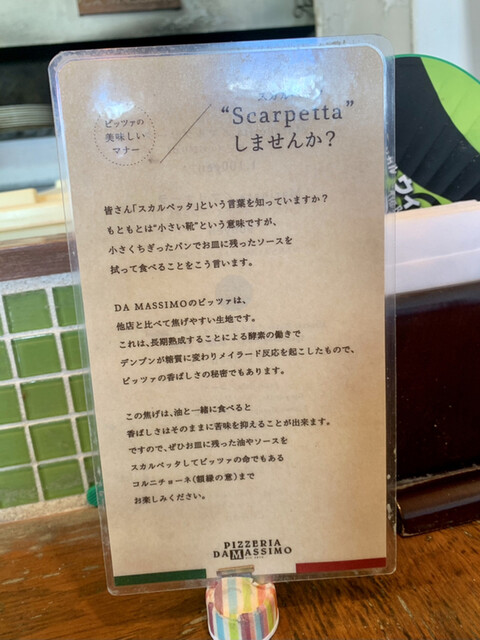 ピッツァの
美味しい
マナー
“Scarpetta”
しませんか？
皆さん「スカルペッタ」という言葉を知っていますか？
もともとは“小さい靴”という意味ですが、
小さくちぎったパンでお皿に残ったソースを
拭って食べることをこう言います。
DA MASSIMOのピッツァは、
他店と比べて焦げやすい生地です。
これは、長期熟成することによる酵素の働きで
デンプンが糖質に変わりメイラード反応を起こしたもので、
ピッツァの香ばしさの秘密でもあります。
この焦げは、油と一緒に食べると
香ばしさはそのままに苦味を抑えることが出来ます。
ですので、ぜひお皿に残った油やソースを
スカルペッタしてピッツァの命でもある
コルニチョーネ（額縁の意）まで
お楽しみください。
PIZZERIA
DA MASSIMO